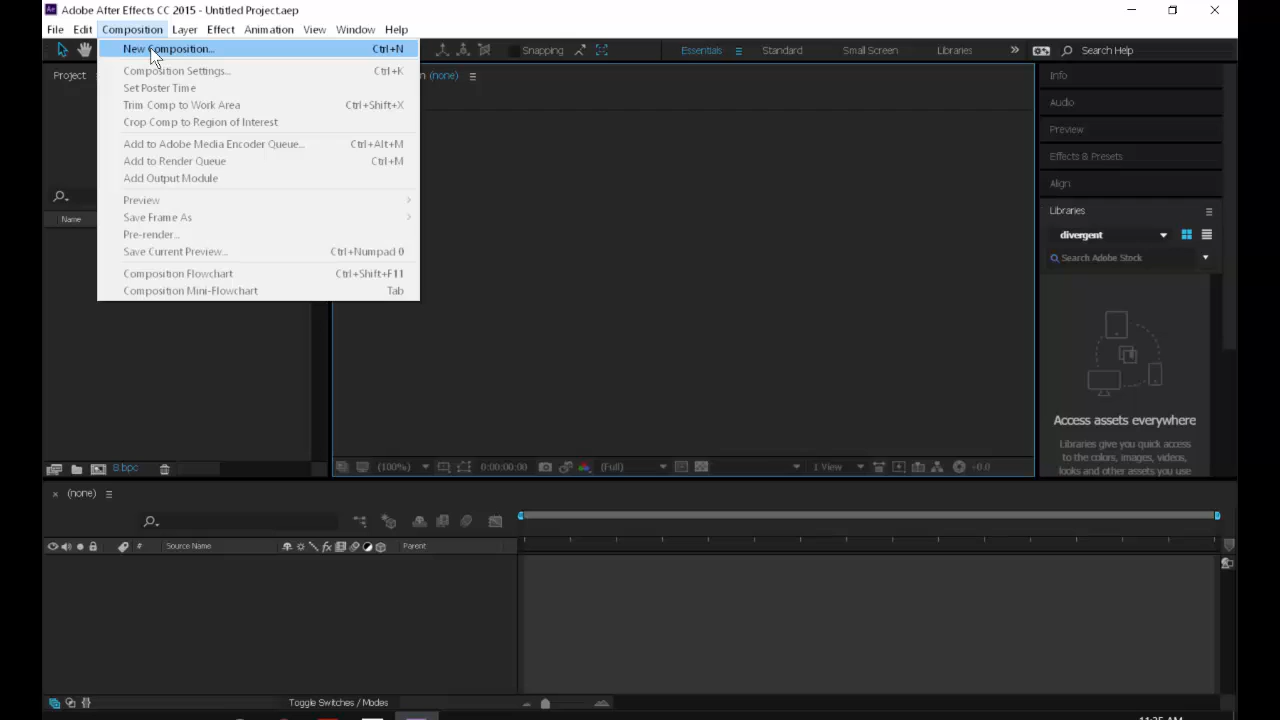 Adobe After Effects CC 2015 - Untitled Project.aep
File Edit Composition Layer Effect Animation View Window Help
New Composition... Ctrl+N
Composition Settings... Ctrl+K
Set Poster Time
Trim Comp to Work Area Ctrl+Shift+X
Crop Comp to Region of Interest
Add to Adobe Media Encoder Queue... Ctrl+Alt+M
Add to Render Queue Ctrl+M
Add Output Module
Preview
Save Frame As
Pre-render...
Save Current Preview... Ctrl+Numpad 0
Composition Flowchart Ctrl+Shift+F11
Composition Mini-Flowchart Tab
Snapping Essentials Standard Small Screen Libraries » Search Help
Project
(none)
Name
8 bpc
(100%) 0:00:00:00 (Full) 1 View +0.0
Info
Audio
Preview
Effects & Presets
Align
Libraries
divergent
Search Adobe Stock
Access assets everywhere
Libraries give you quick access
to the colors, images, videos,
looks and other assets you use
(none)
# Source Name fx Parent
Toggle Switches / Modes